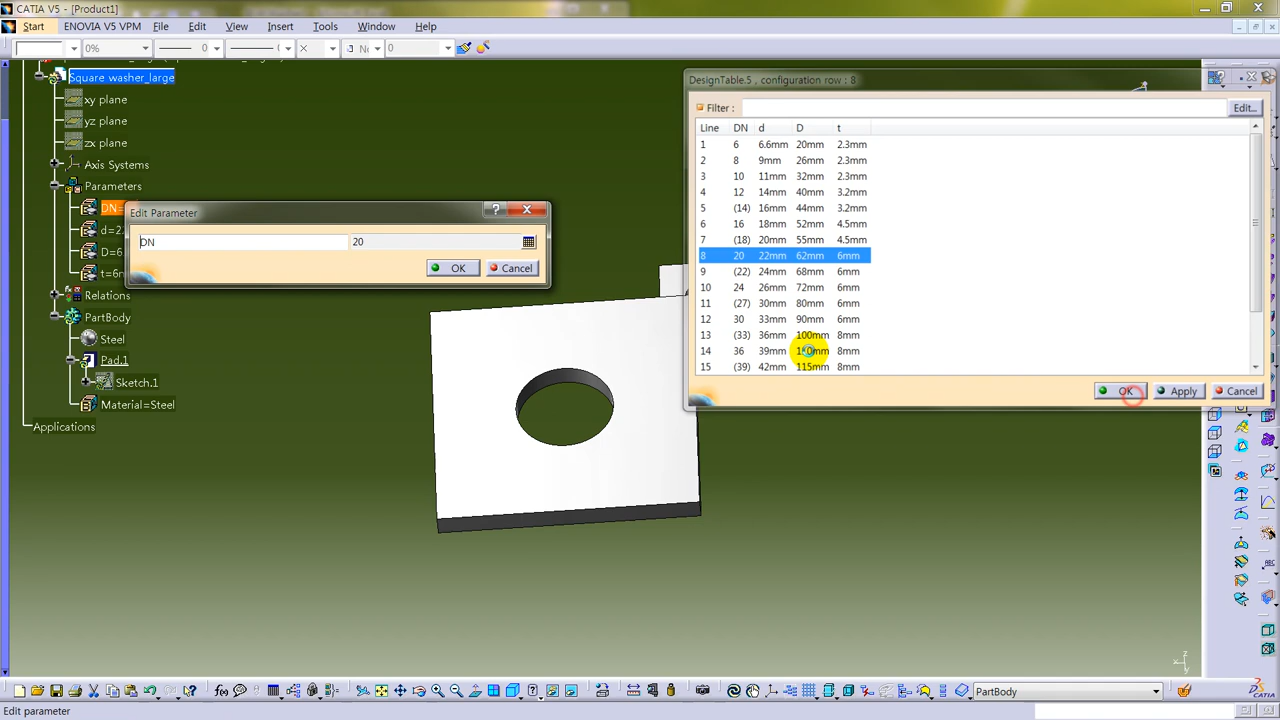 CATIA V5 - [Product1]
Start ENOVIA V5 VPM File Edit View Insert Tools Window Help
0% 0 0
Square washer_large
xy plane
yz plane
zx plane
Axis Systems
Parameters
DN=
d=2
D=6
t=6
Relations
PartBody
Steel
Pad.1
Sketch.1
Material=Steel
Applications
Edit Parameter
DN 20
OK Cancel
DesignTable.5 , configuration row : 8
Filter : Edit...
Line DN d D t
1 6 6.6mm 20mm 2.3mm
2 8 9mm 26mm 2.3mm
3 10 11mm 32mm 2.3mm
4 12 14mm 40mm 3.2mm
5 (14) 16mm 44mm 3.2mm
6 16 18mm 52mm 4.5mm
7 (18) 20mm 55mm 4.5mm
8 20 22mm 62mm 6mm
9 (22) 24mm 68mm 6mm
10 24 26mm 72mm 6mm
11 (27) 30mm 80mm 6mm
12 30 33mm 90mm 6mm
13 (33) 36mm 100mm 8mm
14 36 39mm 8mm
15 (39) 42mm 115mm 8mm
OK Apply Cancel
PartBody
Edit parameter